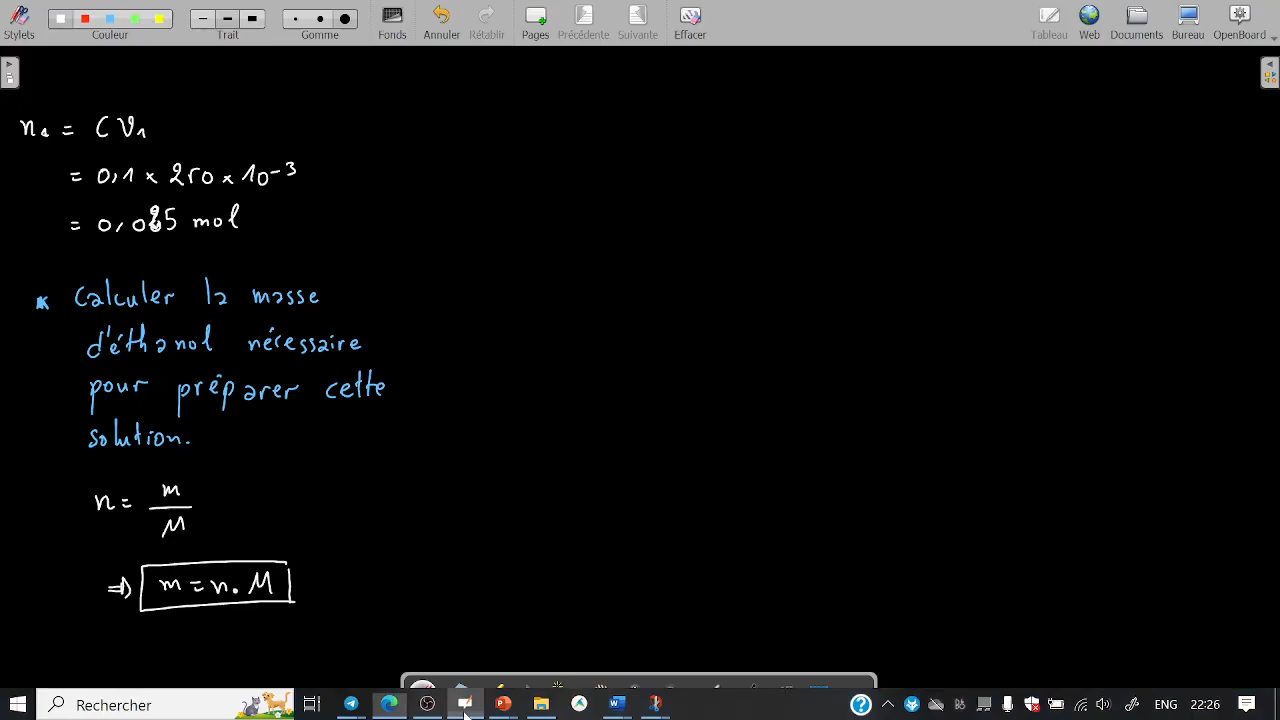 Stylets
Couleur
Trait
Gomme
Fonds
Annuler
Rétablir
Pages
Précédente
Suivante
Effacer
Tableau
Web
Documents
Bureau
OpenBoard
n₁ = CV₁
= 0,1 × 250 × 10⁻³
= 0,025 mol
* Calculer la masse
d'éthanol nécessaire
pour préparer cette
solution.
n = m/M
⇒ m = n. M
Rechercher
ENG
22:26